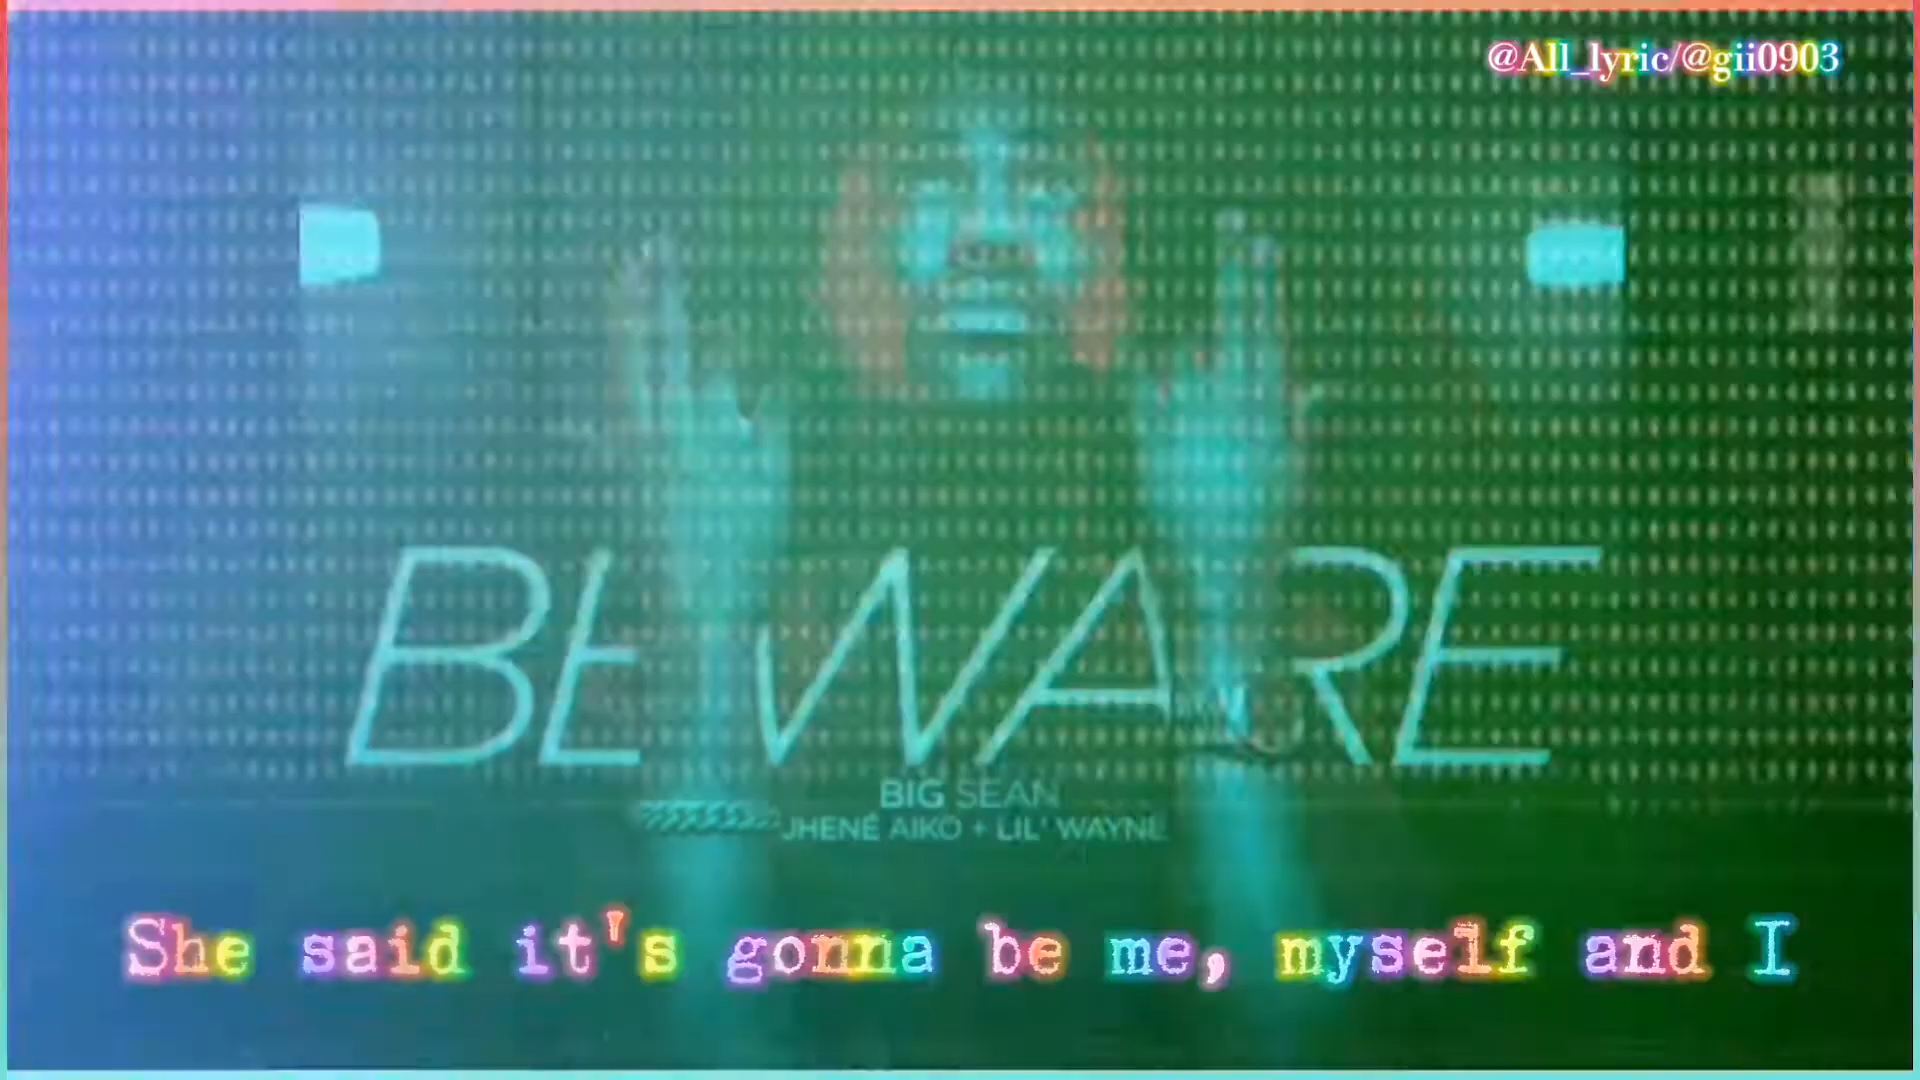 @All_lyric/@gii0903
BEWARE
BIG SEAN
JHENÉ AIKO + LIL' WAYNE
She said it's gonna be me, myself and I